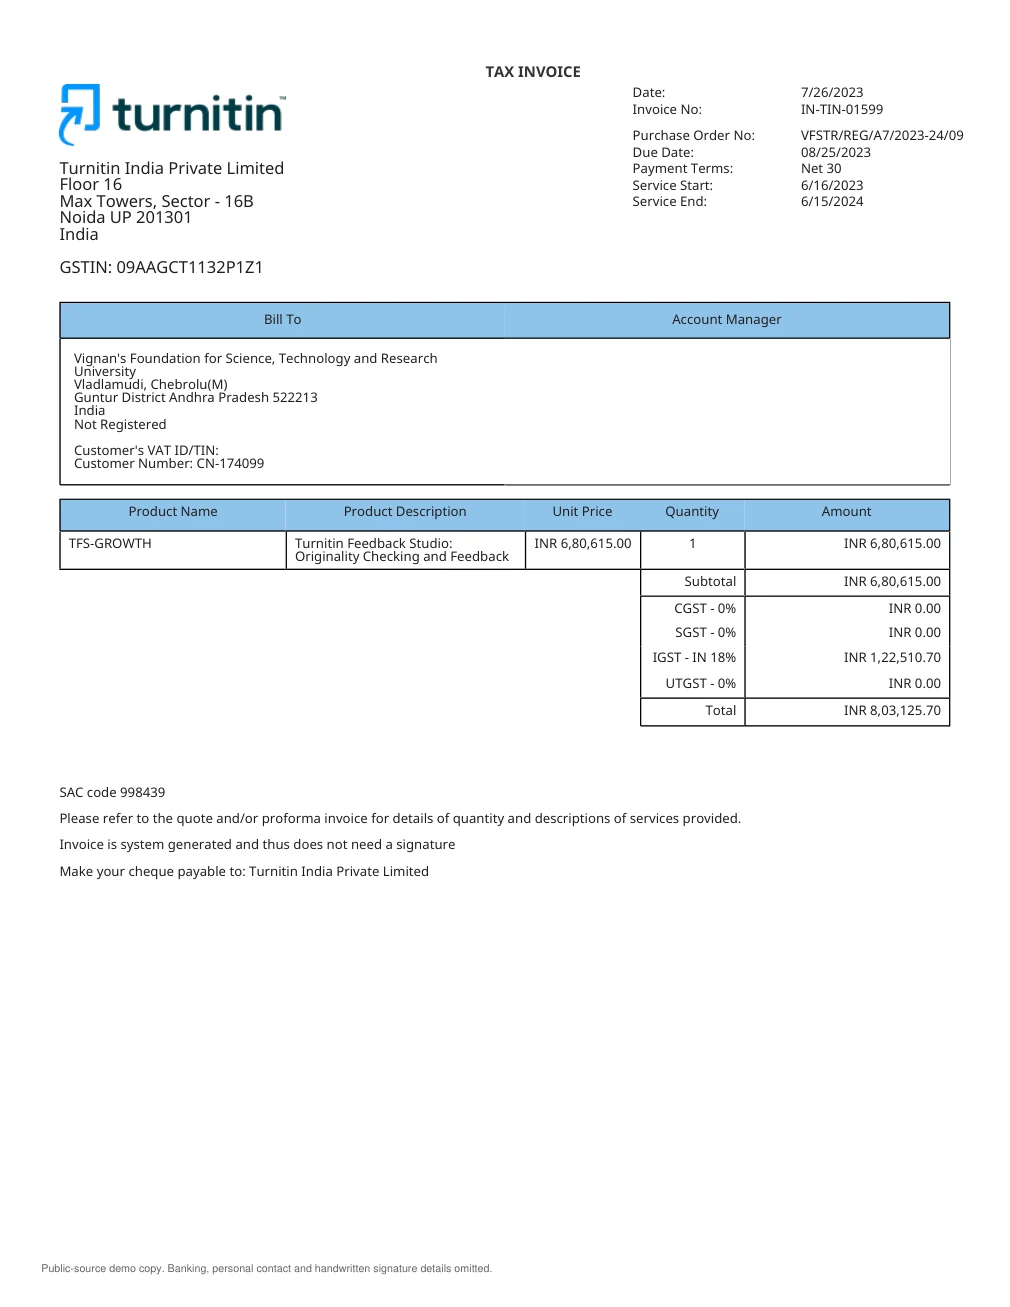 TAX INVOICE
turnitin™
Date: 7/26/2023
Invoice No: IN-TIN-01599
Purchase Order No: VFSTR/REG/A7/2023-24/09
Due Date: 08/25/2023
Payment Terms: Net 30
Service Start: 6/16/2023
Service End: 6/15/2024
Turnitin India Private Limited
Floor 16
Max Towers, Sector - 16B
Noida UP 201301
India
GSTIN: 09AAGCT1132P1Z1
Bill To Account Manager
Vignan's Foundation for Science, Technology and Research
University
Vladlamudi, Chebrolu(M)
Guntur District Andhra Pradesh 522213
India
Not Registered
Customer's VAT ID/TIN:
Customer Number: CN-174099
Product Name Product Description Unit Price Quantity Amount
TFS-GROWTH Turnitin Feedback Studio: INR 6,80,615.00 1 INR 6,80,615.00
Originality Checking and Feedback
Subtotal INR 6,80,615.00
CGST - 0% INR 0.00
SGST - 0% INR 0.00
IGST - IN 18% INR 1,22,510.70
UTGST - 0% INR 0.00
Total INR 8,03,125.70
SAC code 998439
Please refer to the quote and/or proforma invoice for details of quantity and descriptions of services provided.
Invoice is system generated and thus does not need a signature
Make your cheque payable to: Turnitin India Private Limited
Public-source demo copy. Banking, personal contact and handwritten signature details omitted.